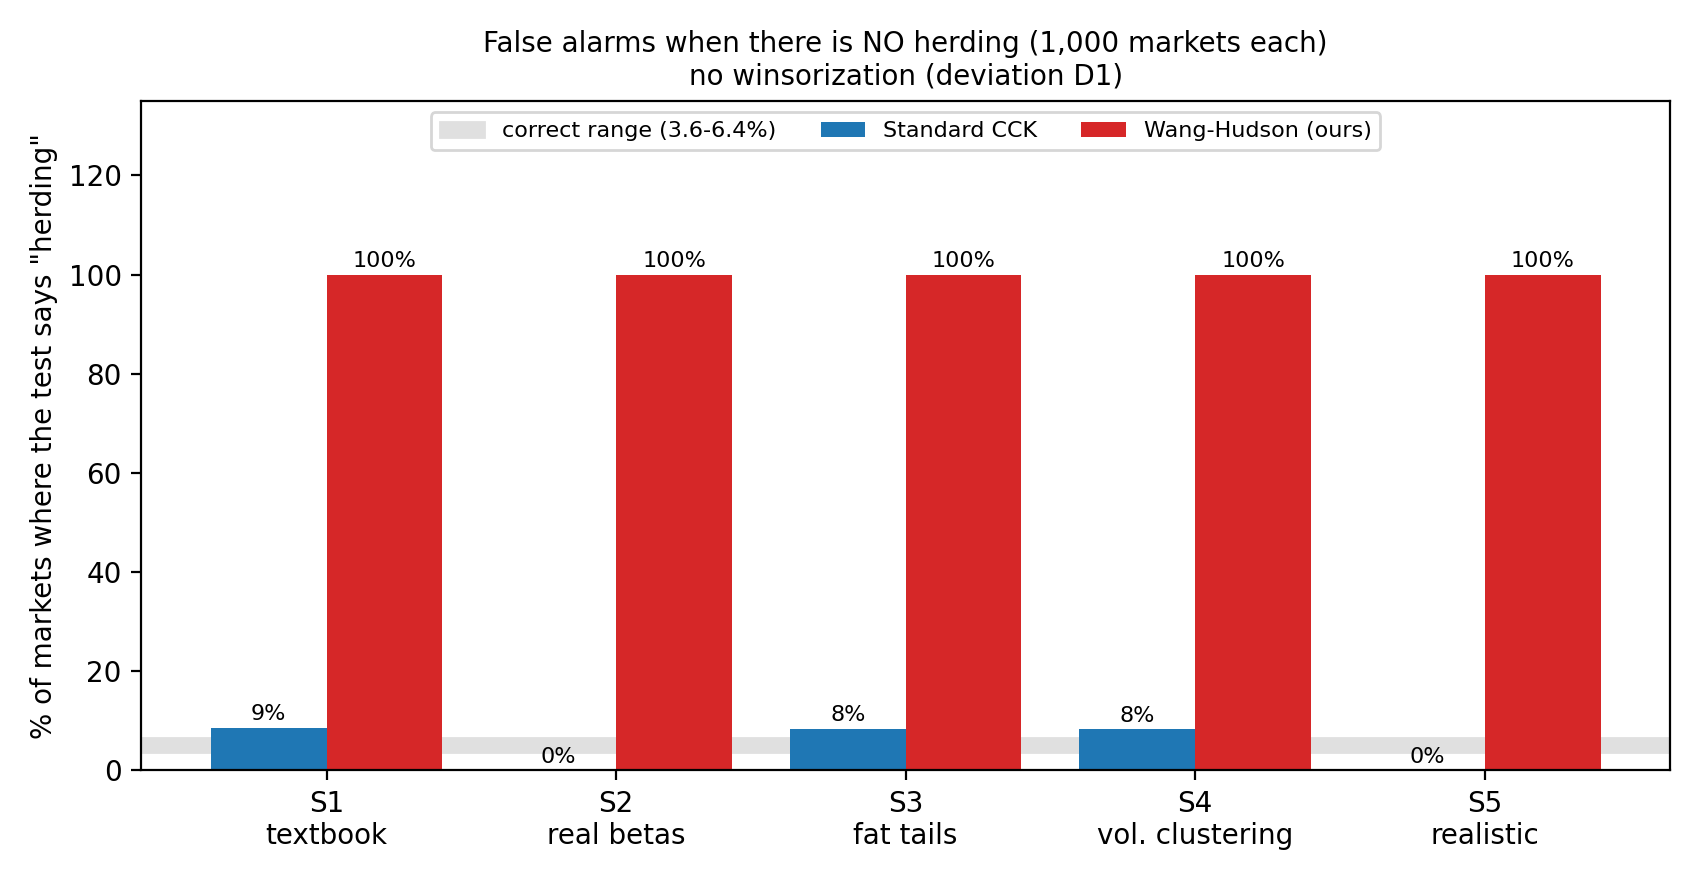 False alarms when there is NO herding (1,000 markets each)
no winsorization (deviation D1)
correct range (3.6-6.4%)
Standard CCK
Wang-Hudson (ours)
% of markets where the test says "herding"
120
100
80
60
40
20
0
9%
100%
0%
100%
8%
100%
8%
100%
0%
100%
S1
textbook
S2
real betas
S3
fat tails
S4
vol. clustering
S5
realistic